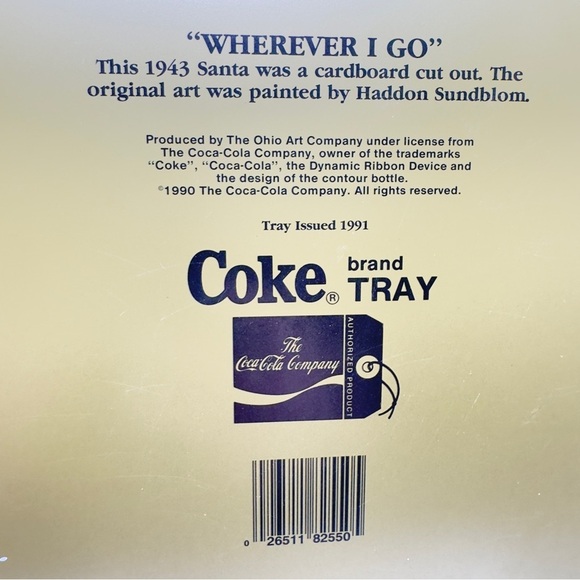 “WHEREVER I GO”
This 1943 Santa was a cardboard cut out. The
original art was painted by Haddon Sundblom.
Produced by The Ohio Art Company under license from
The Coca-Cola Company, owner of the trademarks
“Coke”, “Coca-Cola”, the Dynamic Ribbon Device and
the design of the contour bottle.
©1990 The Coca-Cola Company. All rights reserved.
Tray Issued 1991
Coke® brand TRAY
The
Coca-Cola Company
AUTHORIZED PRODUCT
0 26511 82550